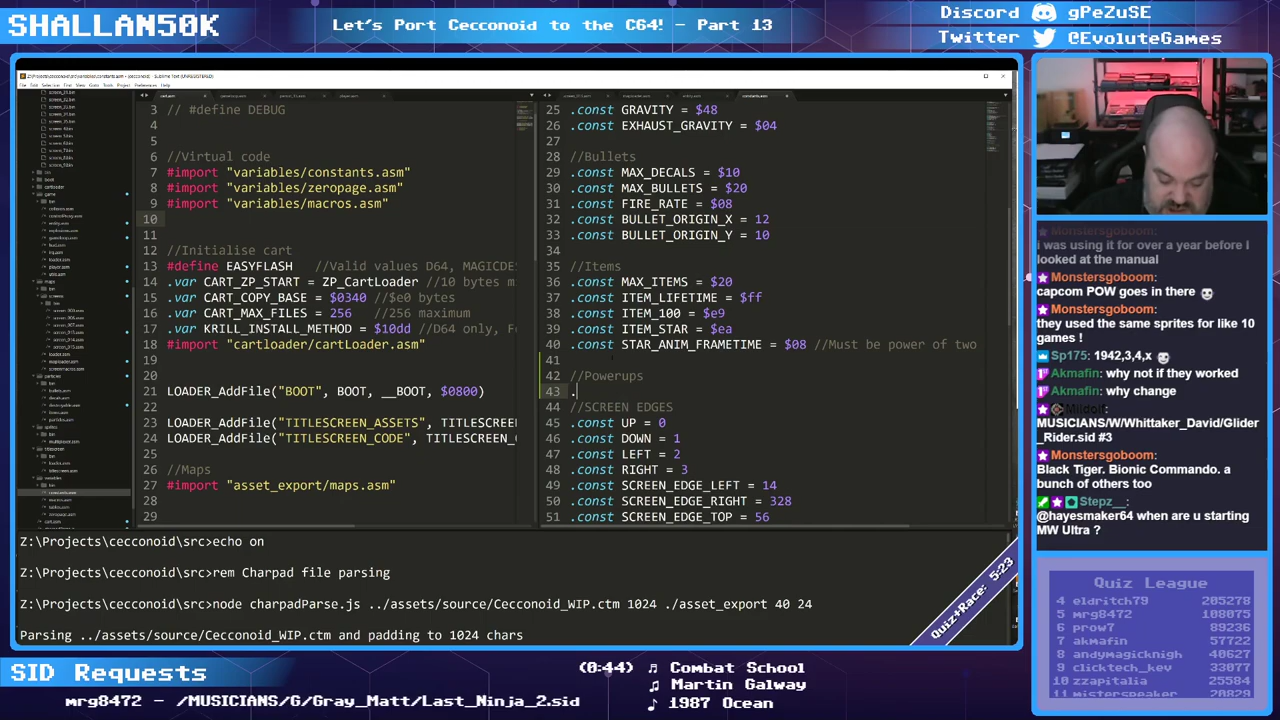 SHALLAN50K
Let's Port Cecconoid to the C64! - Part 13
Discord gPeZuSE
Twitter @EvoluteGames
3 // #define DEBUG
4
5
6 //Virtual code
7 #import "variables/constants.asm"
8 #import "variables/zeropage.asm"
9 #import "variables/macros.asm"
10
11
12 //Initialise cart
13 #define EASYFLASH //Valid values D64, MAGICDES
14 .var CART_ZP_START = ZP_CartLoader //10 bytes m
15 .var CART_COPY_BASE = $0340 //$e0 bytes
16 .var CART_MAX_FILES = 256 //256 maximum
17 .var KRILL_INSTALL_METHOD = $10dd //D64 only, F
18 #import "cartloader/cartLoader.asm"
19
20
21 LOADER_AddFile("BOOT", BOOT, __BOOT, $0800)
22
23 LOADER_AddFile("TITLESCREEN_ASSETS", TITLESCREEN_
24 LOADER_AddFile("TITLESCREEN_CODE", TITLESCREEN_C
25
26 //Maps
27 #import "asset_export/maps.asm"
28
29
25 .const GRAVITY = $48
26 .const EXHAUST_GRAVITY = $04
27
28 //Bullets
29 .const MAX_DECALS = $10
30 .const MAX_BULLETS = $20
31 .const FIRE_RATE = $08
32 .const BULLET_ORIGIN_X = 12
33 .const BULLET_ORIGIN_Y = 10
34
35 //Items
36 .const MAX_ITEMS = $20
37 .const ITEM_LIFETIME = $ff
38 .const ITEM_100 = $e9
39 .const ITEM_STAR = $ea
40 .const STAR_ANIM_FRAMETIME = $08 //Must be power of two
41
42 //Powerups
43 .
44 //SCREEN EDGES
45 .const UP = 0
46 .const DOWN = 1
47 .const LEFT = 2
48 .const RIGHT = 3
49 .const SCREEN_EDGE_LEFT = 14
50 .const SCREEN_EDGE_RIGHT = 328
51 .const SCREEN_EDGE_TOP = 56
Z:\Projects\cecconoid\src>echo on
Z:\Projects\cecconoid\src>rem Charpad file parsing
Z:\Projects\cecconoid\src>node charpadParse.js ../assets/source/Cecconoid_WIP.ctm 1024 ./asset_export 40 24
Parsing ../assets/source/Cecconoid_WIP.ctm and padding to 1024 chars
Quiz+Race: 5:23
Monstersgoboom:
i was using it for over a year before I
looked at the manual
Monstersgoboom:
capcom POW goes in there
Monstersgoboom:
they used the same sprites for like 10
games !
Sp175: 1942,3,4,x
Akmafin: why not if they worked
Akmafin: why change
Mildolf:
MUSICIANS/W/Whittaker_David/Glider
_Rider.sid #3
Monstersgoboom:
Black Tiger. Bionic Commando. a
bunch of others too
Stepz__:
@hayesmaker64 when are u starting
MW Ultra ?
Quiz League
4 eldritch79 205278
5 mrg8472 108075
6 prow7 89236
7 akmafin 57722
8 andymagicknigh 40627
9 clicktech_kev 33077
10 zzapitalia 25584
11 misterspeaker 20829
SID Requests
mrg8472 - /MUSICIANS/G/Gray_Matt/Last_Ninja_2.sid
(0:44) Combat School
Martin Galway
1987 Ocean